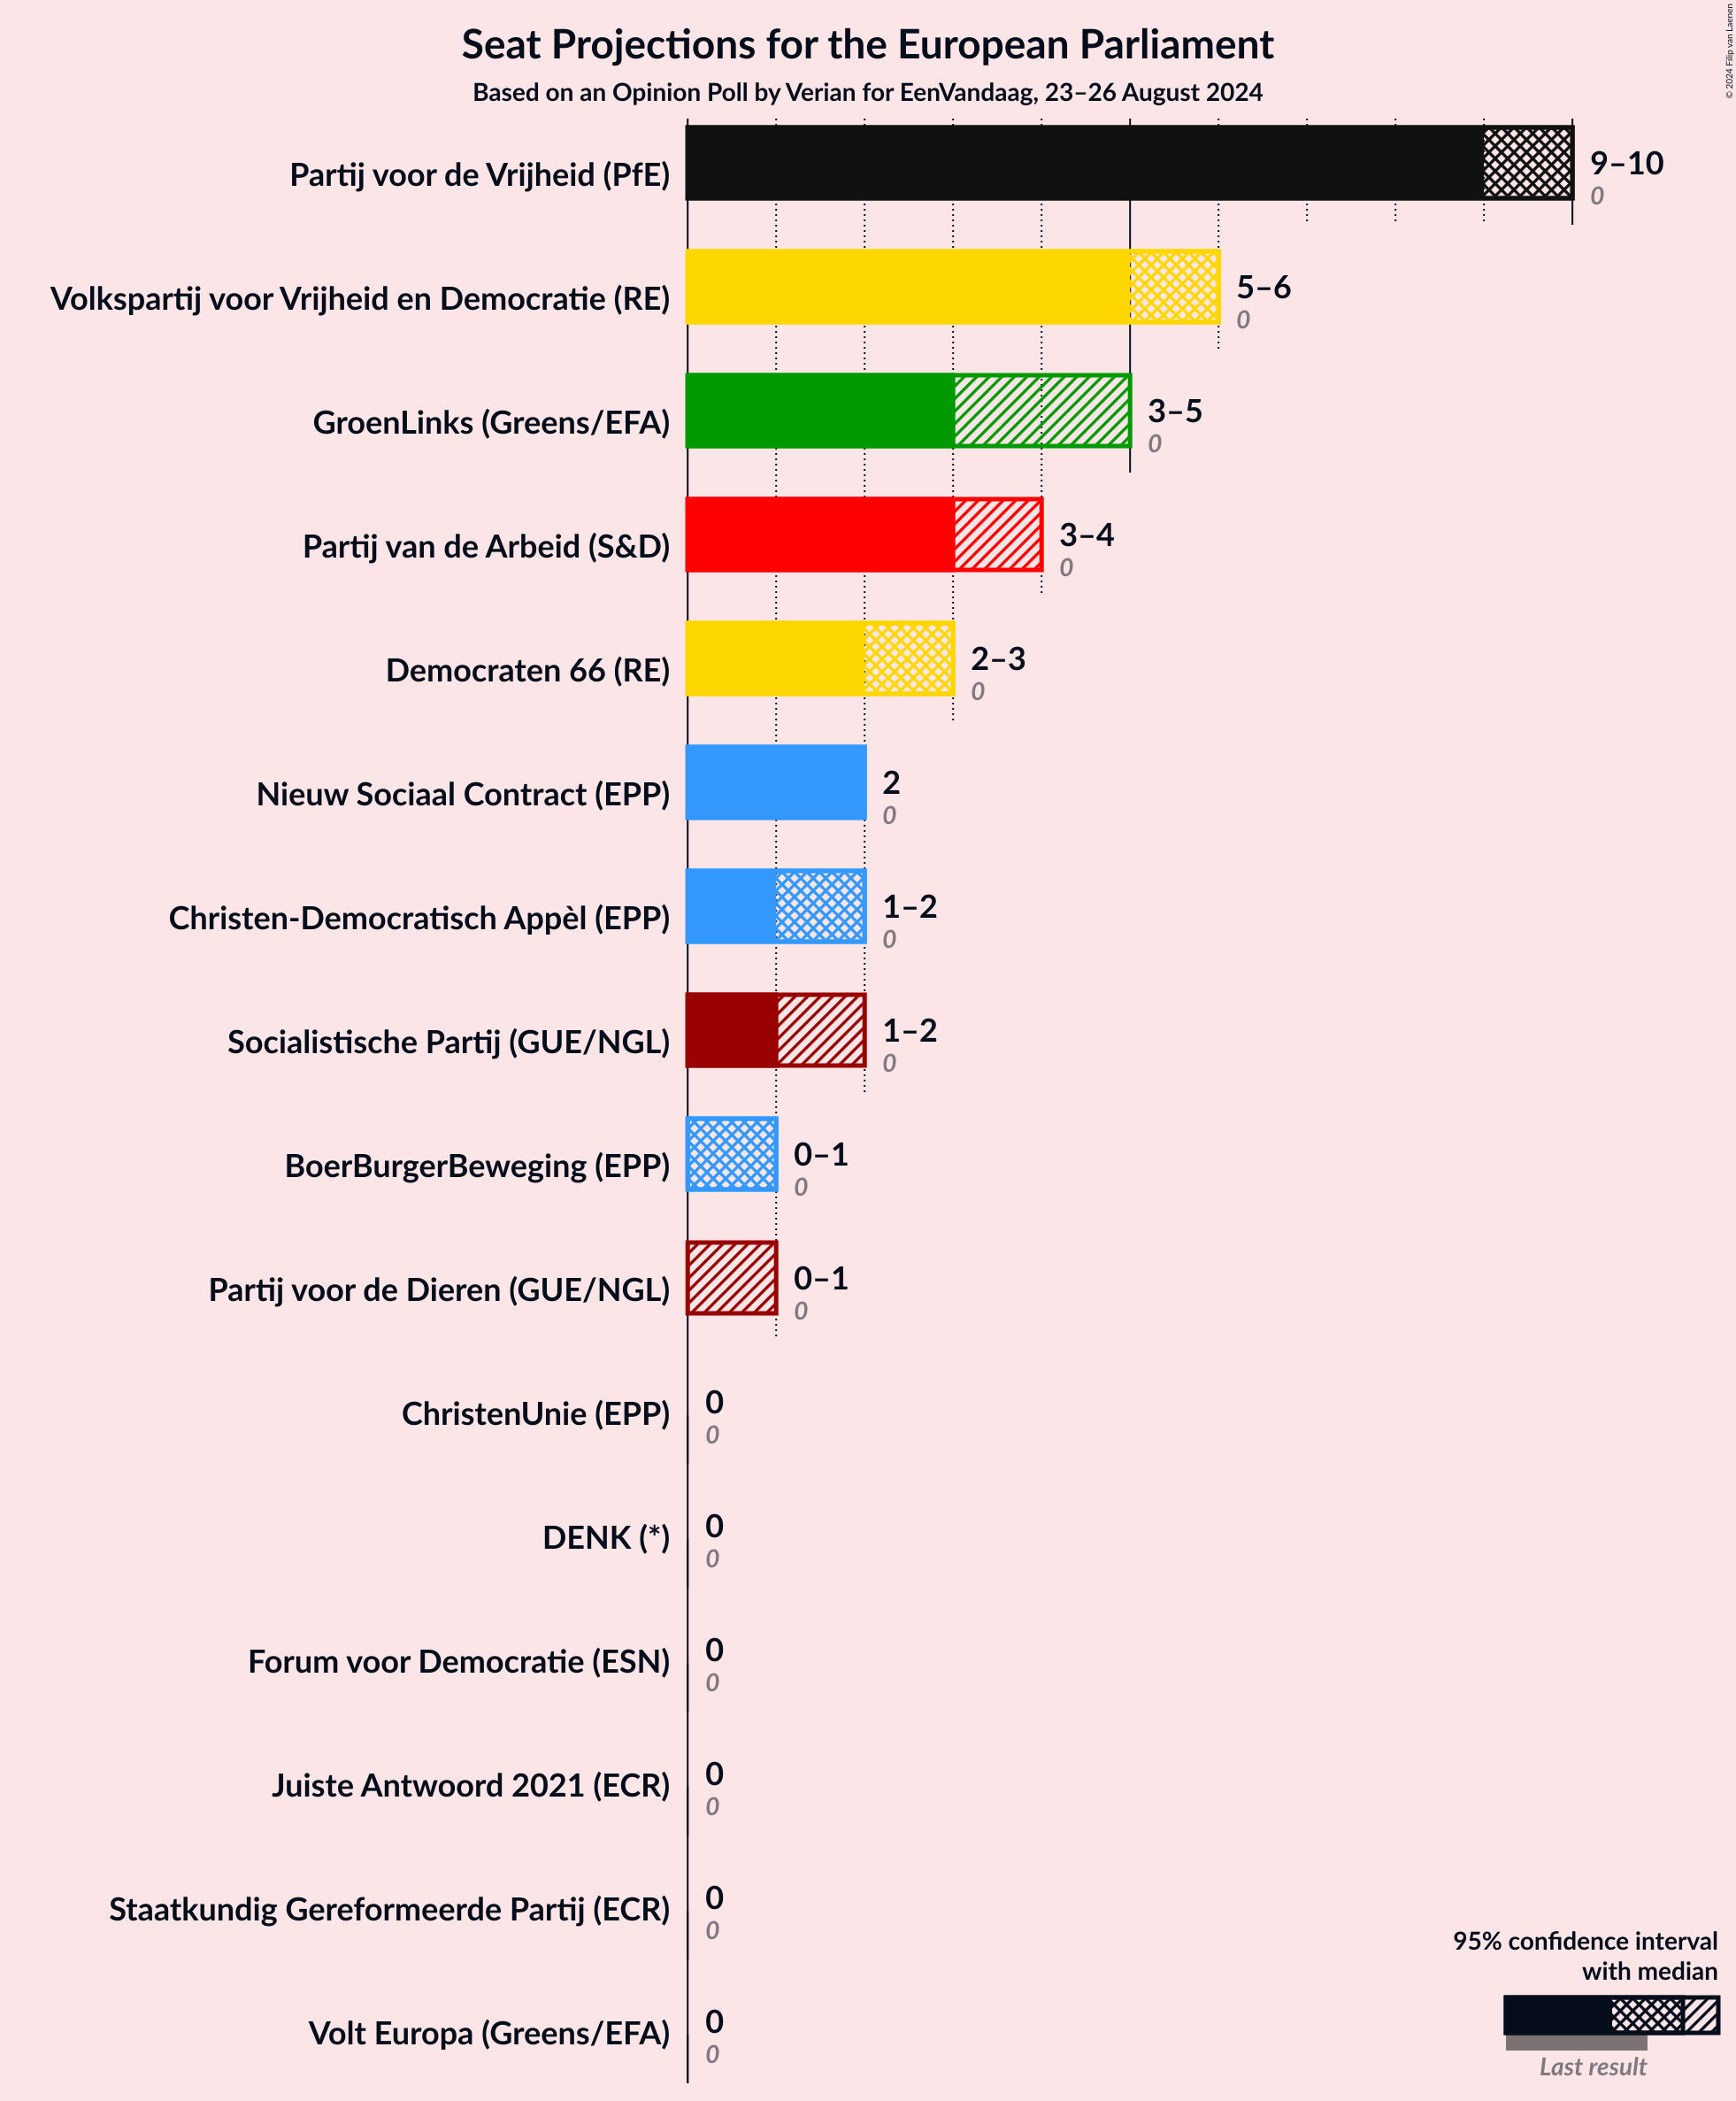 Seat Projections for the European Parliament
Based on an Opinion Poll by Verian for EenVandaag, 23–26 August 2024
© 2024 Filip van Laenen
Partij voor de Vrijheid (PfE)
9–10
0
Volkspartij voor Vrijheid en Democratie (RE)
5–6
0
GroenLinks (Greens/EFA)
3–5
0
Partij van de Arbeid (S&D)
3–4
0
Democraten 66 (RE)
2–3
0
Nieuw Sociaal Contract (EPP)
2
0
Christen-Democratisch Appèl (EPP)
1–2
0
Socialistische Partij (GUE/NGL)
1–2
0
BoerBurgerBeweging (EPP)
0–1
0
Partij voor de Dieren (GUE/NGL)
0–1
0
ChristenUnie (EPP)
0
0
DENK (*)
0
0
Forum voor Democratie (ESN)
0
0
Juiste Antwoord 2021 (ECR)
0
0
Staatkundig Gereformeerde Partij (ECR)
0
0
Volt Europa (Greens/EFA)
0
0
95% confidence interval
with median
Last result